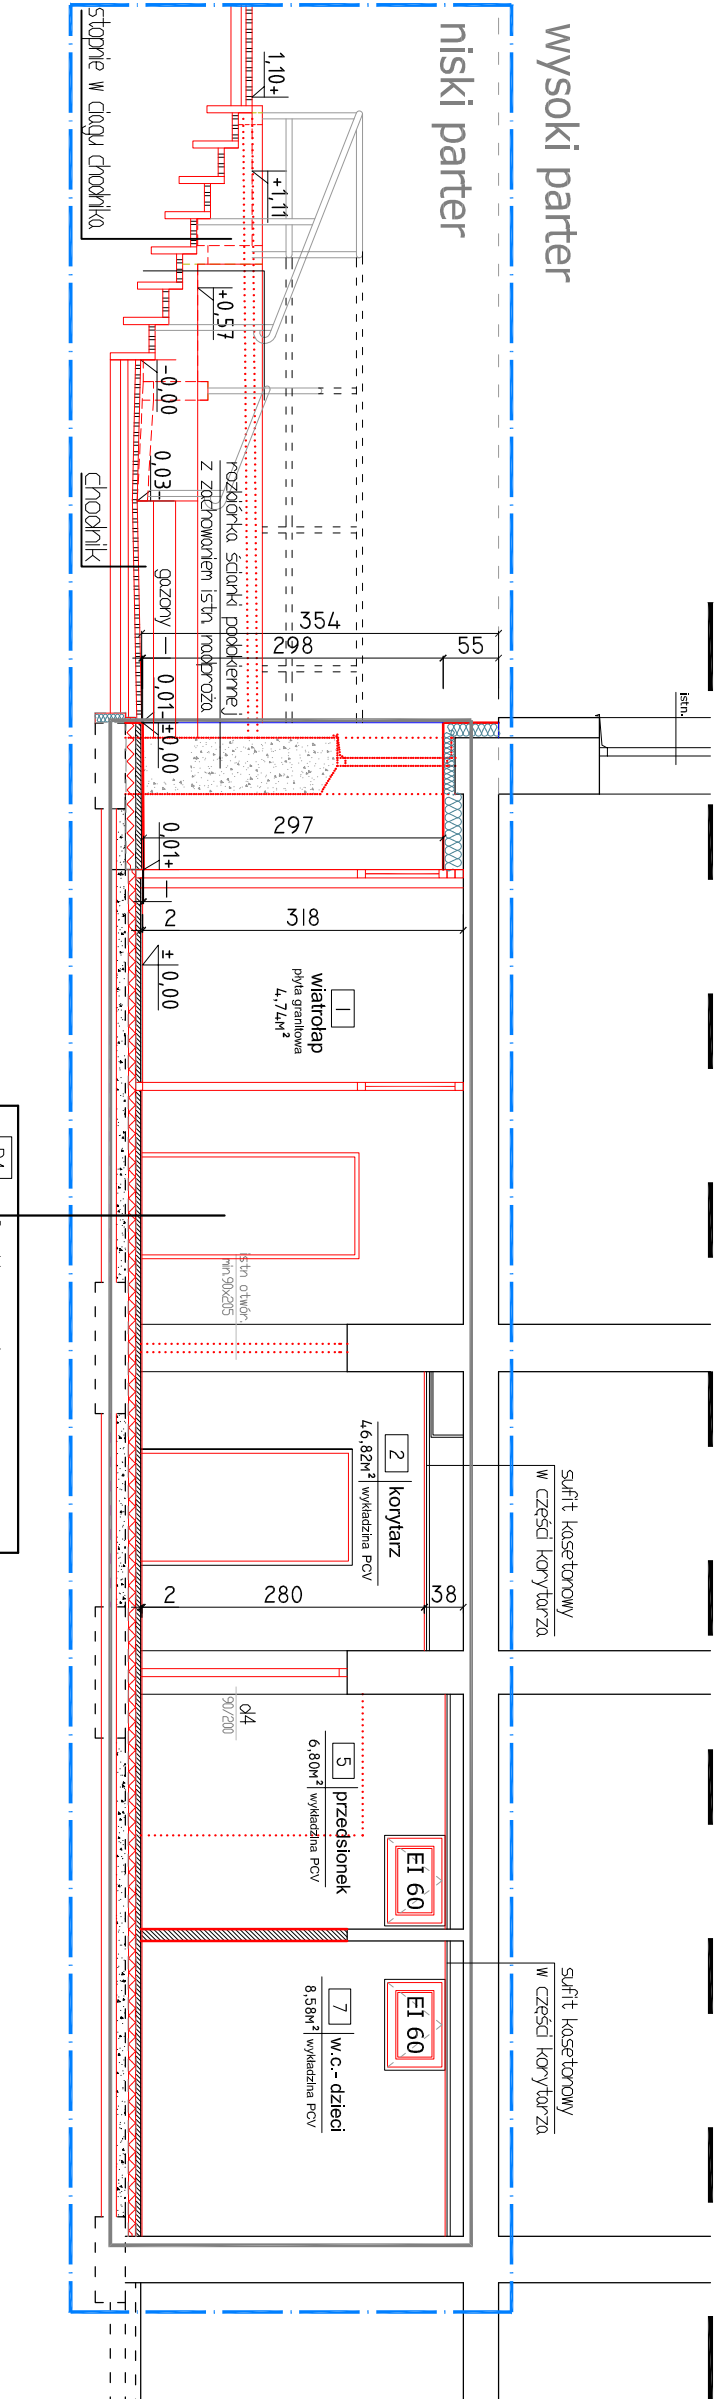 wysoki parter
niski parter
1,10+
+1,11
+0,57
-0,00
0,03-
stopnie w ciągu chodnika
chodnik
rozbiórka ścianki podokiennej
z zachowaniem istn nadproża
gazony
0,01-
±0,00
354
298
55
istn.
297
0,01+
2
318
± 0,00
1
wiatrołap
płyta granitowa
4,74M²
istn otwór.
min.90x205
2 korytarz
46,82M² wykładzina PCV
sufit kasetonowy
w części korytarza
2
280
38
d4
90/200
5 przedsionek
6,80M² wykładzina PCV
EI 60
7 w.c.- dzieci
8,58M² wykładzina PCV
EI 60
sufit kasetonowy
w części korytarza